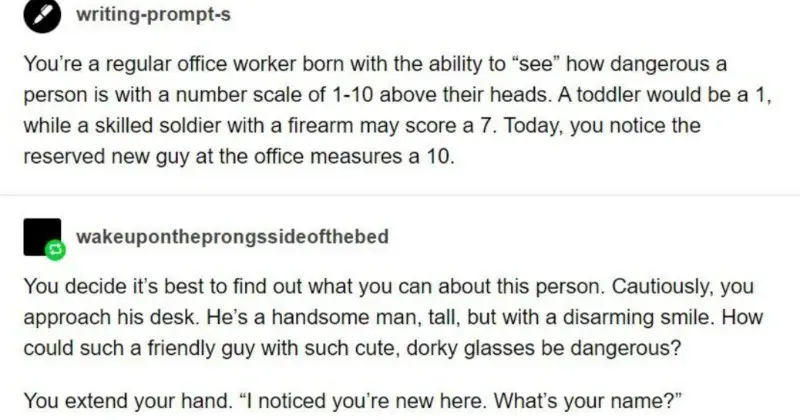 writing-prompt-s
You’re a regular office worker born with the ability to “see” how dangerous a
person is with a number scale of 1-10 above their heads. A toddler would be a 1,
while a skilled soldier with a firearm may score a 7. Today, you notice the
reserved new guy at the office measures a 10.
wakeupontheprongssideofthebed
You decide it’s best to find out what you can about this person. Cautiously, you
approach his desk. He’s a handsome man, tall, but with a disarming smile. How
could such a friendly guy with such cute, dorky glasses be dangerous?
You extend your hand. “I noticed you’re new here. What’s your name?”